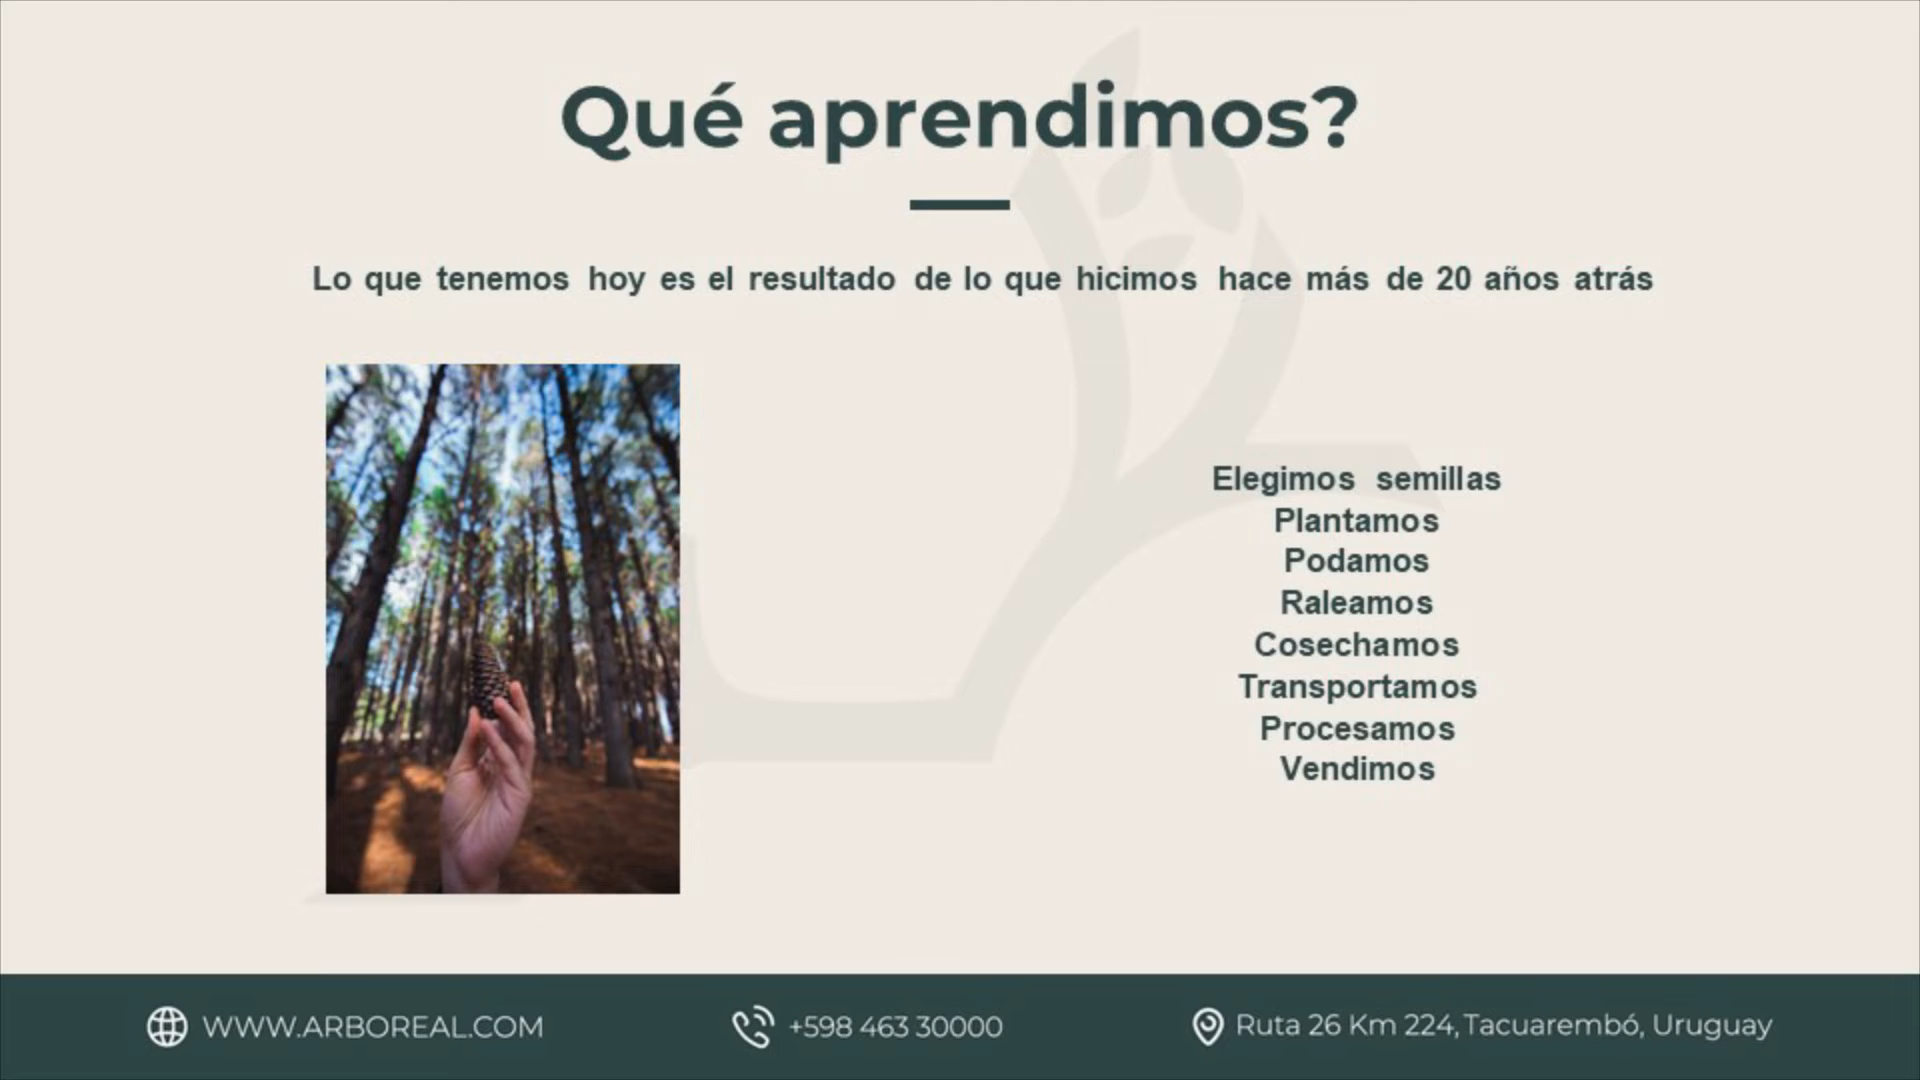 Qué aprendimos?
Lo que tenemos hoy es el resultado de lo que hicimos hace más de 20 años atrás
Elegimos semillas
Plantamos
Podamos
Raleamos
Cosechamos
Transportamos
Procesamos
Vendimos
WWW.ARBOREAL.COM
+598 463 30000
Ruta 26 Km 224, Tacuarembó, Uruguay